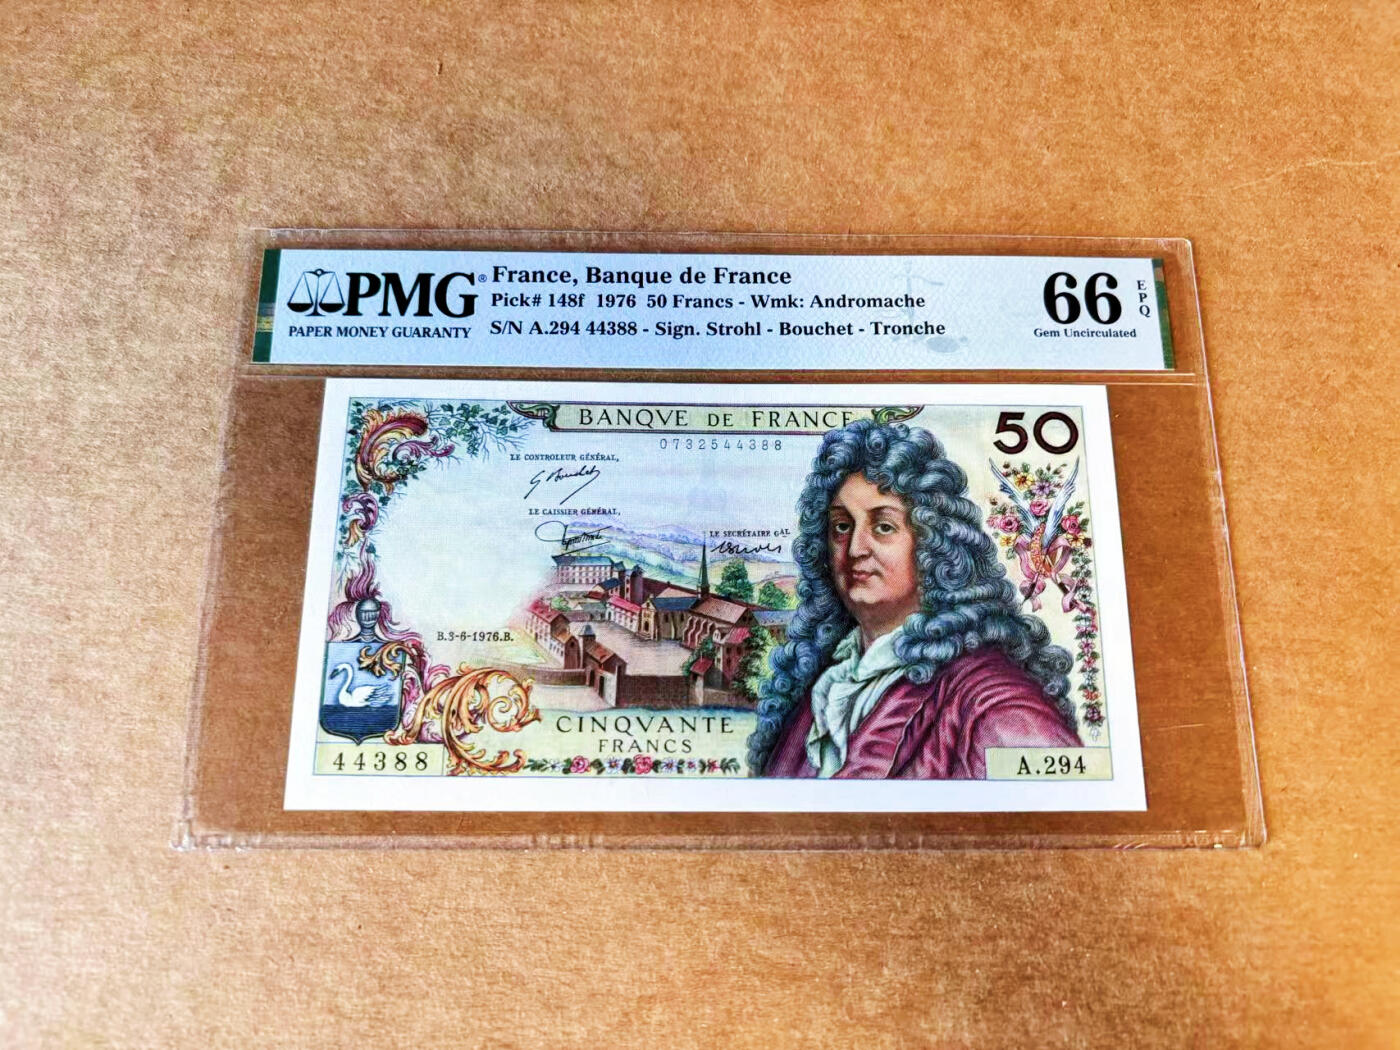 PMG®
PAPER MONEY GUARANTY
France, Banque de France
Pick# 148f 1976 50 Francs - Wmk: Andromache
S/N A.294 44388 - Sign. Strohl - Bouchet - Tronche
66
EPQ
Gem Uncirculated
BANQVE DE FRANCE
50
0732544388
LE CONTROLEUR GÉNÉRAL,
G Bouchet
LE CAISSIER GÉNÉRAL,
LE SECRÉTAIRE GAL
B.3-6-1976.B.
CINQVANTE
FRANCS
44388
A.294